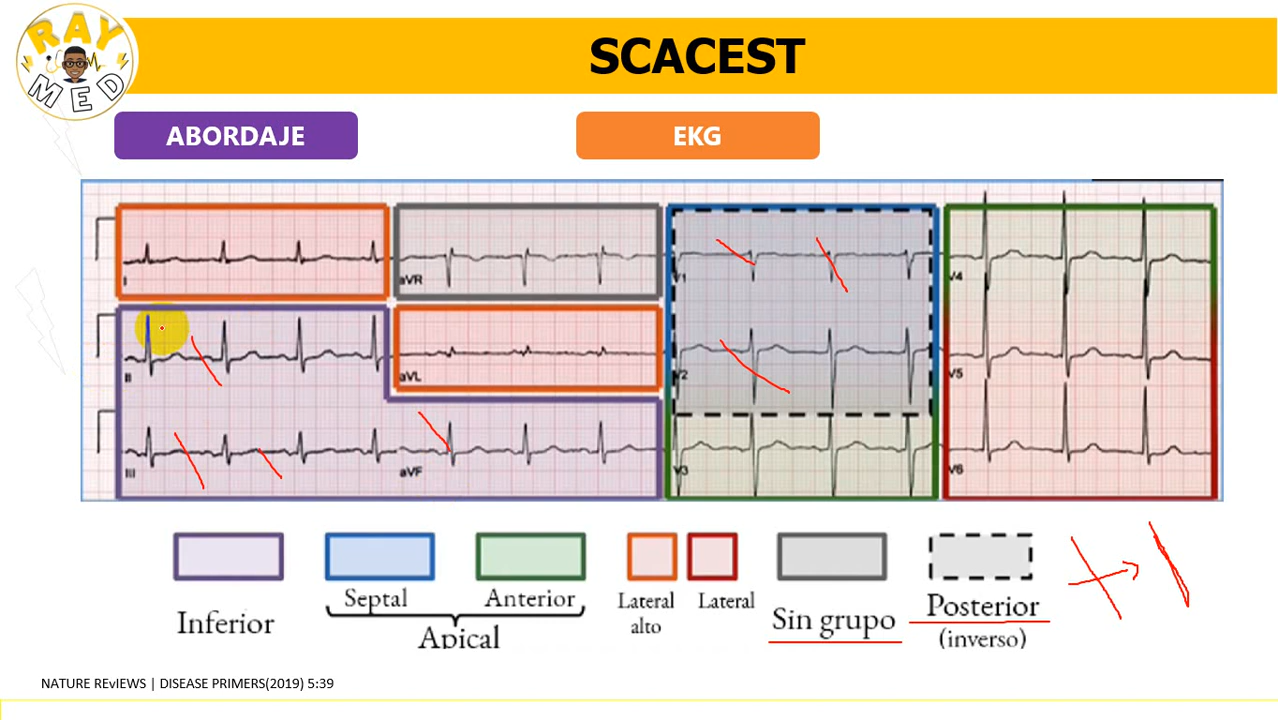 RAY
MED
SCACEST
ABORDAJE
EKG
I
aVR
V1
V4
II
aVL
V2
V5
III
aVF
V3
V6
Inferior
Septal
Anterior
Apical
Lateral
alto
Lateral
Sin grupo
Posterior
(inverso)
NATURE REvIEWS | DISEASE PRIMERS(2019) 5:39